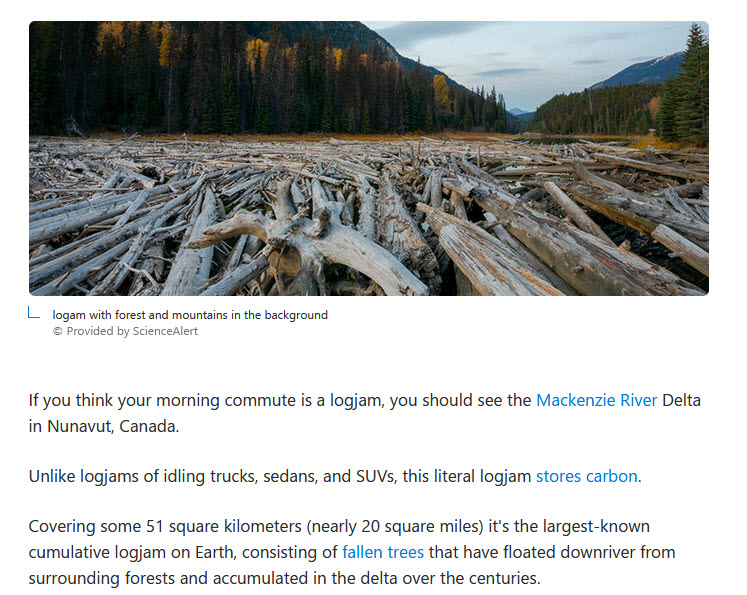 logam with forest and mountains in the background
© Provided by ScienceAlert
If you think your morning commute is a logjam, you should see the Mackenzie River Delta
in Nunavut, Canada.
Unlike logjams of idling trucks, sedans, and SUVs, this literal logjam stores carbon.
Covering some 51 square kilometers (nearly 20 square miles) it's the largest-known
cumulative logjam on Earth, consisting of fallen trees that have floated downriver from
surrounding forests and accumulated in the delta over the centuries.